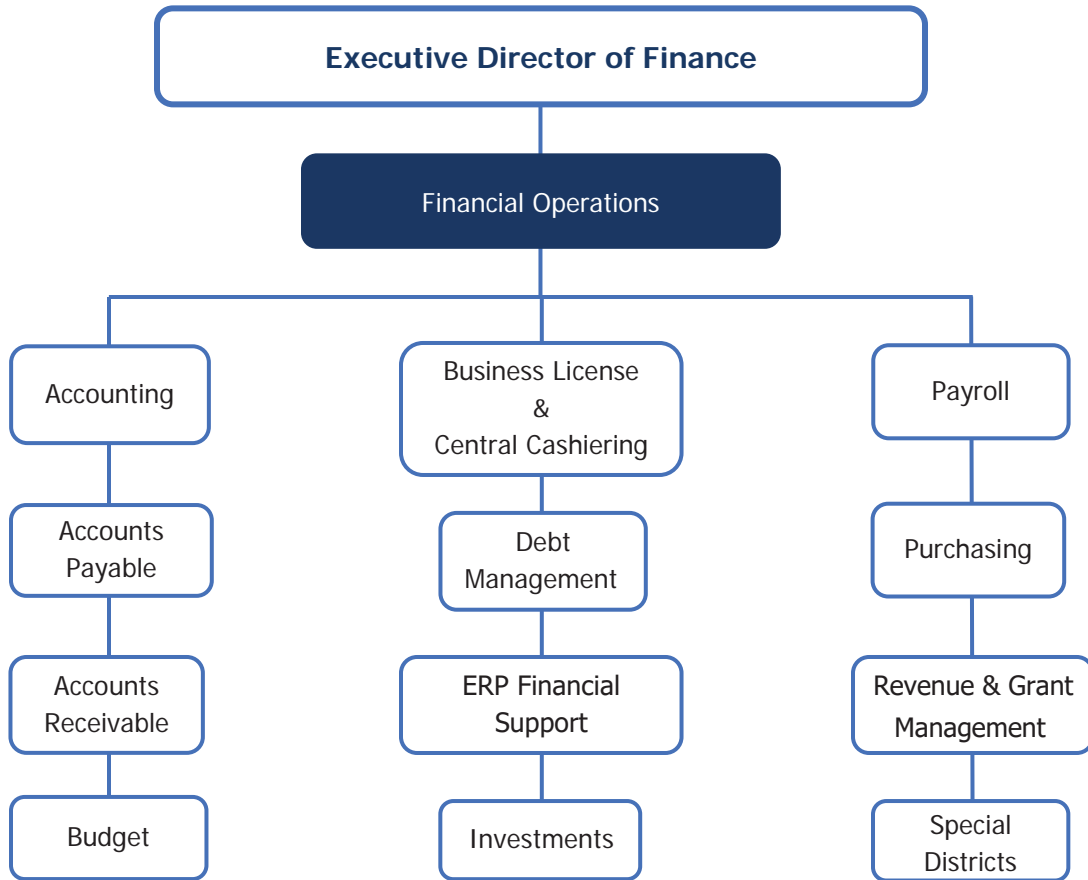 Executive Director of Finance
Financial Operations
Accounting
Accounts
Payable
Accounts
Receivable
Budget
Business License
&
Central Cashiering
Debt
Management
ERP Financial
Support
Investments
Payroll
Purchasing
Revenue & Grant
Management
Special
Districts